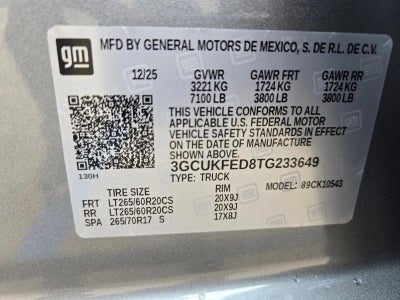 gm
MFD BY GENERAL MOTORS DE MEXICO, S. DE R.L. DE C.V.
12/25 GVWR GAWR FRT GAWR RR
3221 KG 1724 KG 1724 KG
7100 LB 3800 LB 3800 LB
THIS VEHICLE CONFORMS TO ALL
APPLICABLE U.S. FEDERAL MOTOR
VEHICLE SAFETY STANDARDS IN EFFECT
ON THE DATE OF MANUFACTURE
SHOWN ABOVE.
3GCUKFED8TG233649
130H TYPE: TRUCK MODEL: 89CK10543
TIRE SIZE RIM
FRT LT265/60R20CS 20X9J
RR LT265/60R20CS 20X9J
SPA 265/70R17 S 17X8J